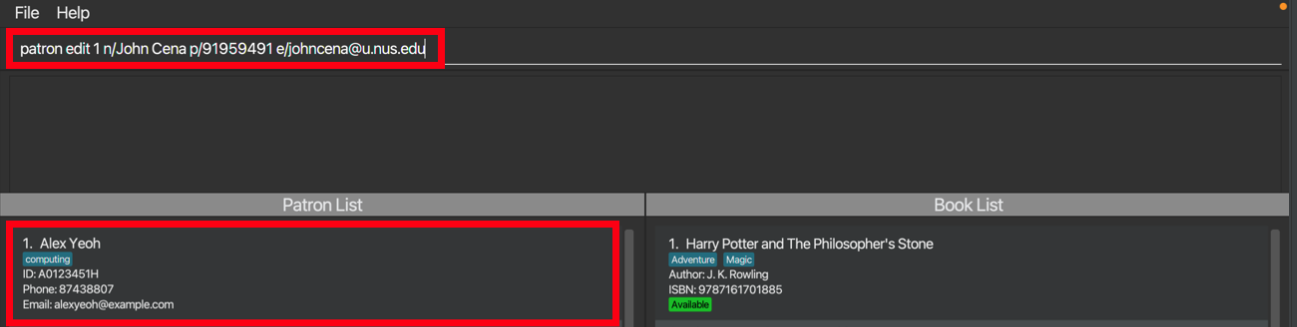 File Help
patron edit 1 n/John Cena p/91959491 e/johncena@u.nus.edu
Patron List
1. Alex Yeoh
computing
ID: A0123451H
Phone: 87438807
Email: alexyeoh@example.com
Book List
1. Harry Potter and The Philosopher's Stone
Adventure Magic
Author: J. K. Rowling
ISBN: 9787161701885
Available